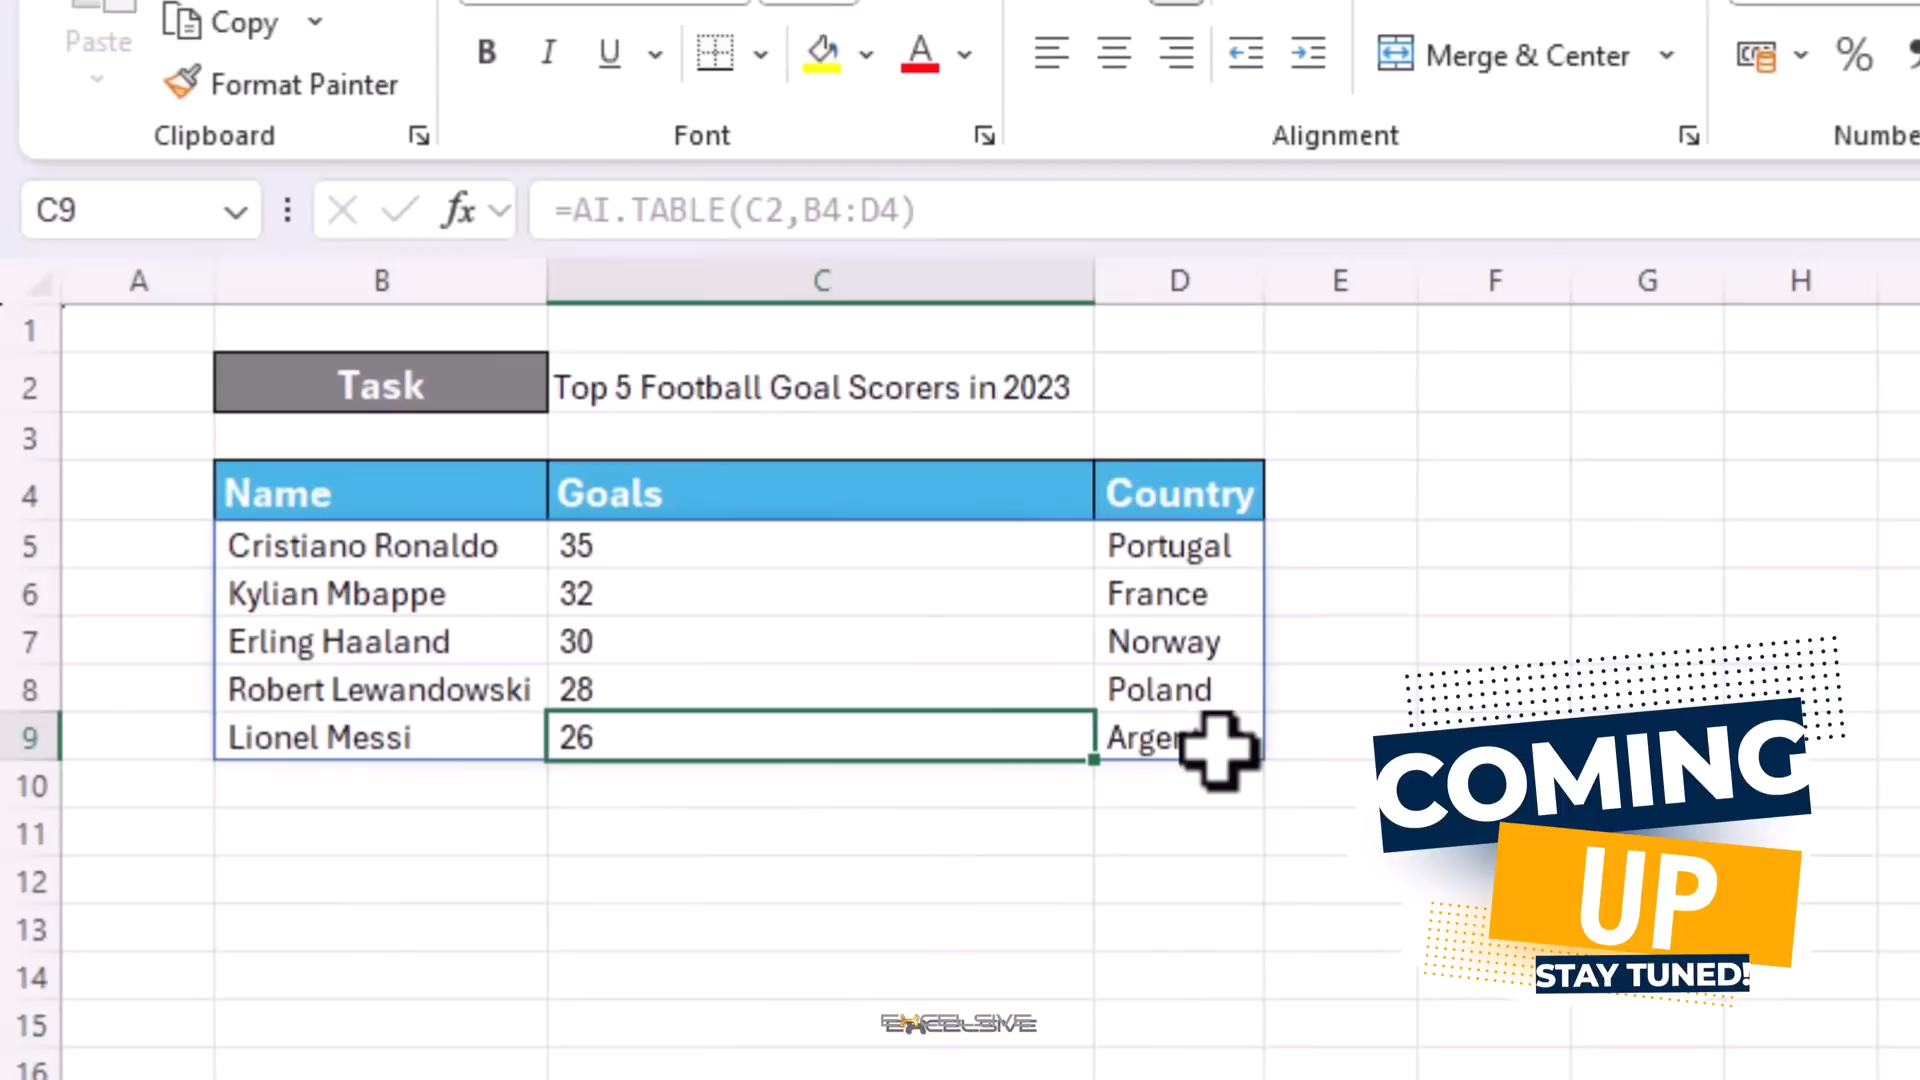 Paste
Copy
Format Painter
Clipboard
B I U
A
Font
Merge & Center
Alignment
%
Numbe
C9
fx
=AI.TABLE(C2,B4:D4)
A B C D E F G H
1
2 Task Top 5 Football Goal Scorers in 2023
3
4 Name Goals Country
5 Cristiano Ronaldo 35 Portugal
6 Kylian Mbappe 32 France
7 Erling Haaland 30 Norway
8 Robert Lewandowski 28 Poland
9 Lionel Messi 26 Argen
10
11
12
13
14
15
16
COMING
UP
STAY TUNED!
EXCELSIVE